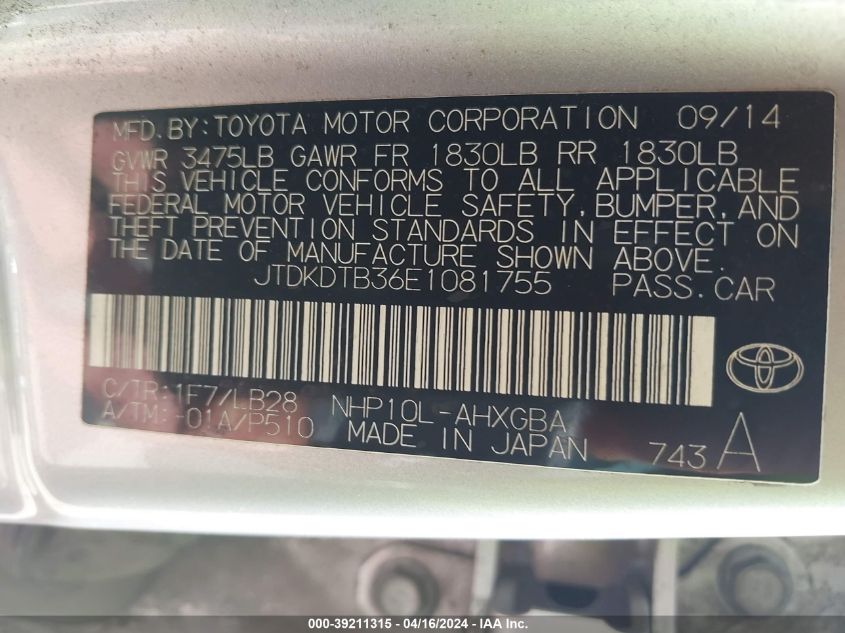 MFD.BY:TOYOTA MOTOR CORPORATION 09/14
GVWR 3475LB GAWR FR 1830LB RR 1830LB
THIS VEHICLE CONFORMS TO ALL APPLICABLE
FEDERAL MOTOR VEHICLE SAFETY,BUMPER,AND
THEFT PREVENTION STANDARDS IN EFFECT ON
THE DATE OF MANUFACTURE SHOWN ABOVE.
JTDKDTB36E1081755 PASS.CAR
C/TR:1F7/LB28 NHP10L-AHXGBA
A/TM:-01A/P510 MADE IN JAPAN 743 A
000-39211315 - 04/16/2024 - IAA Inc.